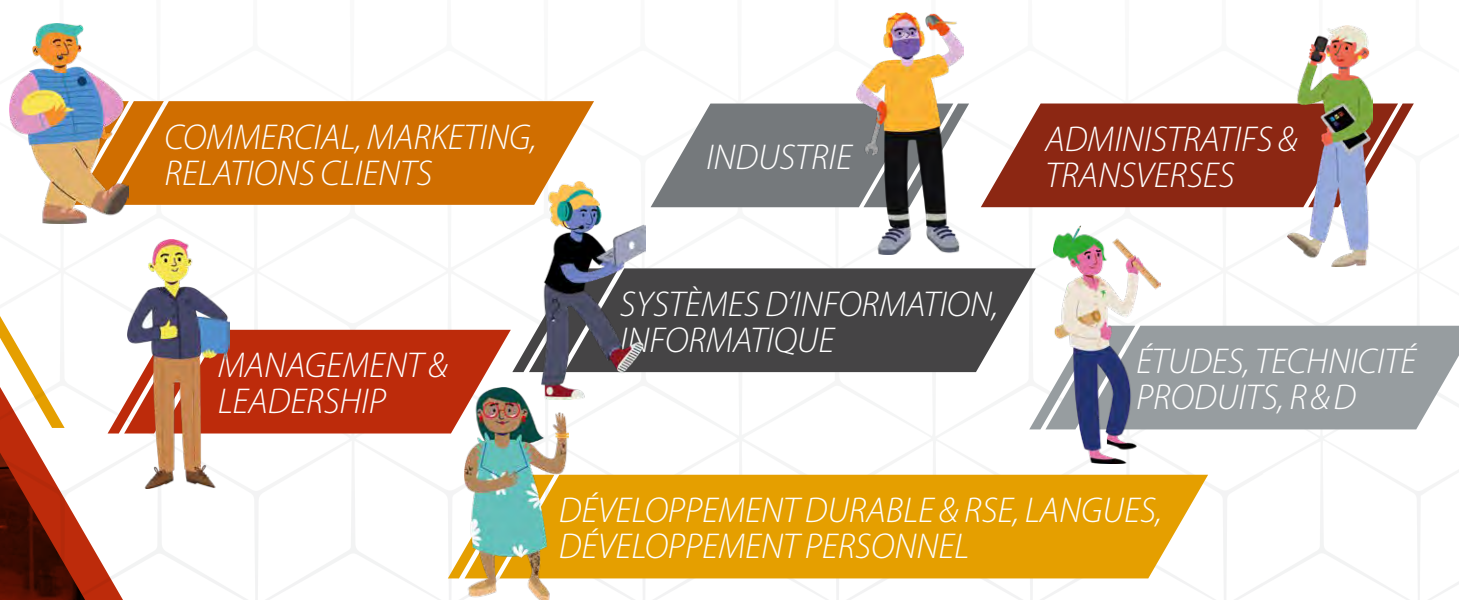 COMMERCIAL, MARKETING,
RELATIONS CLIENTS
INDUSTRIE
ADMINISTRATIFS &
TRANSVERSES
SYSTÈMES D’INFORMATION,
INFORMATIQUE
MANAGEMENT &
LEADERSHIP
ÉTUDES, TECHNICITÉ
PRODUITS, R&D
DÉVELOPPEMENT DURABLE & RSE, LANGUES,
DÉVELOPPEMENT PERSONNEL